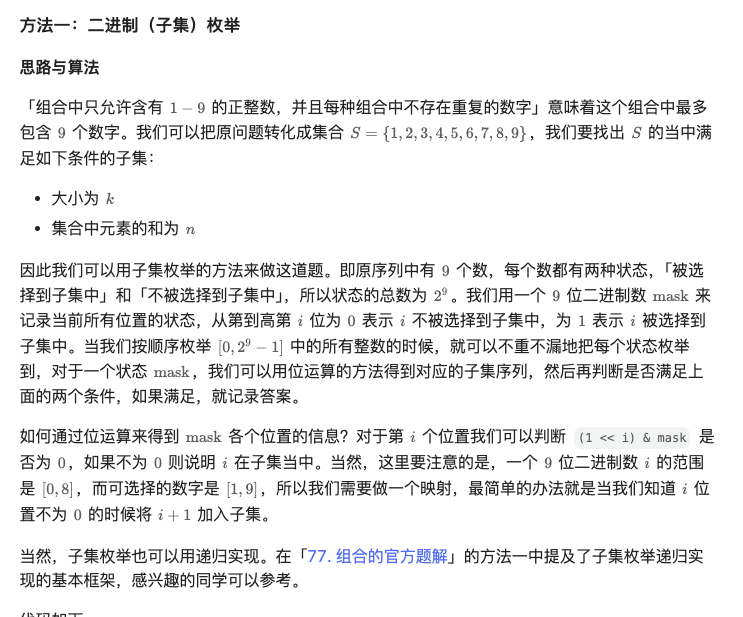 方法一：二进制（子集）枚举
思路与算法
「组合中只允许含有 1 − 9 的正整数，并且每种组合中不存在重复的数字」意味着这个组合中最多
包含 9 个数字。我们可以把原问题转化成集合 S = {1, 2, 3, 4, 5, 6, 7, 8, 9}，我们要找出 S 的当中满
足如下条件的子集：
• 大小为 k
• 集合中元素的和为 n
因此我们可以用子集枚举的方法来做这道题。即原序列中有 9 个数，每个数都有两种状态，「被选
择到子集中」和「不被选择到子集中」，所以状态的总数为 2⁹。我们用一个 9 位二进制数 mask 来
记录当前所有位置的状态，从第到高第 i 位为 0 表示 i 不被选择到子集中，为 1 表示 i 被选择到
子集中。当我们按顺序枚举 [0, 2⁹ − 1] 中的所有整数的时候，就可以不重不漏地把每个状态枚举
到，对于一个状态 mask，我们可以用位运算的方法得到对应的子集序列，然后再判断是否满足上
面的两个条件，如果满足，就记录答案。
如何通过位运算来得到 mask 各个位置的信息？对于第 i 个位置我们可以判断 (1 << i) & mask 是
否为 0，如果不为 0 则说明 i 在子集当中。当然，这里要注意的是，一个 9 位二进制数 i 的范围
是 [0, 8]，而可选择的数字是 [1, 9]，所以我们需要做一个映射，最简单的办法就是当我们知道 i 位
置不为 0 的时候将 i + 1 加入子集。
当然，子集枚举也可以用递归实现。在「77. 组合的官方题解」的方法一中提及了子集枚举递归实
现的基本框架，感兴趣的同学可以参考。